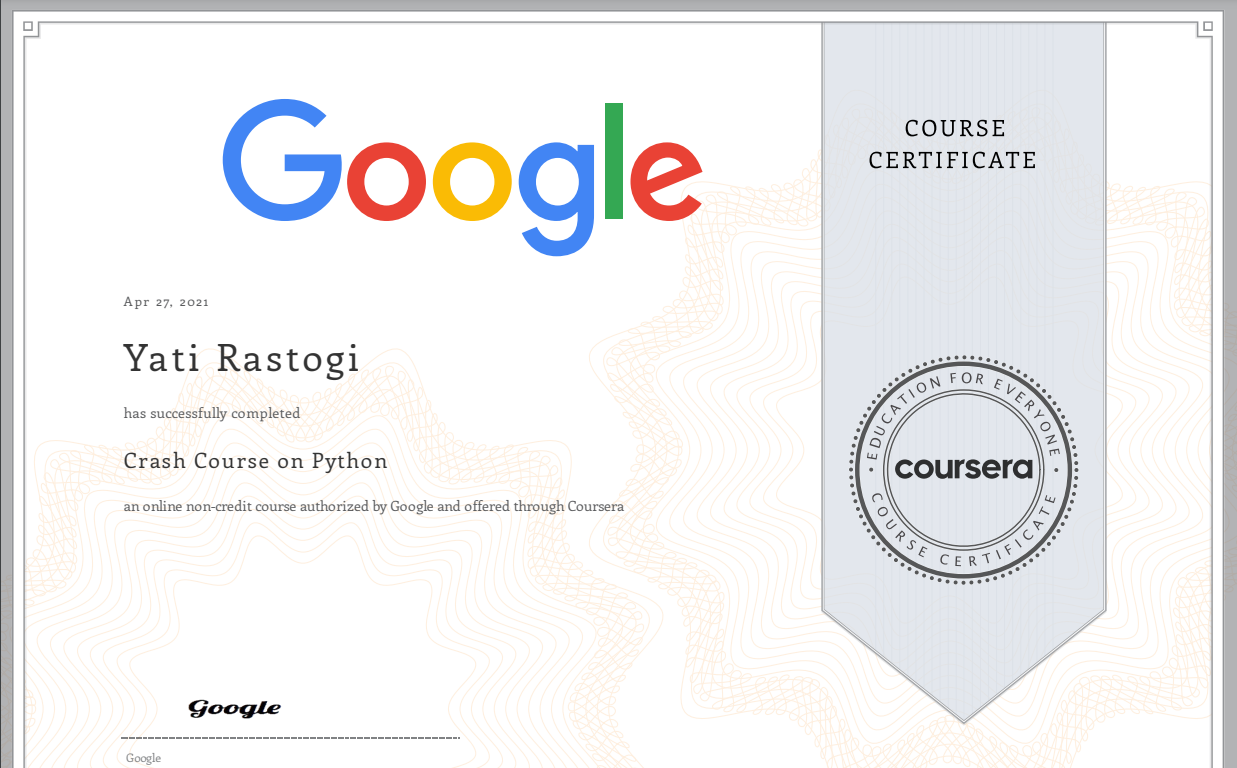 Google
COURSE
CERTIFICATE
Apr 27, 2021
Yati Rastogi
has successfully completed
Crash Course on Python
an online non-credit course authorized by Google and offered through Coursera
EDUCATION FOR EVERYONE
coursera
COURSE CERTIFICATE
Google
Google